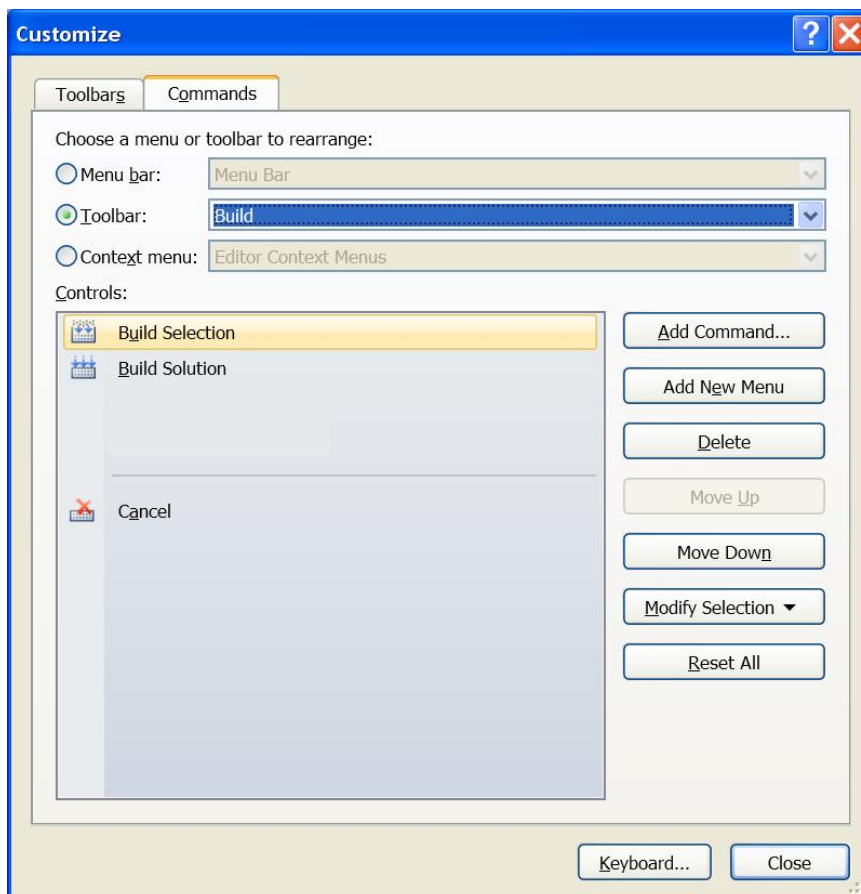 Customize
Toolbars Commands
Choose a menu or toolbar to rearrange:
Menu bar: Menu Bar
Toolbar: Build
Context menu: Editor Context Menus
Controls:
Build Selection
Build Solution
Cancel
Add Command...
Add New Menu
Delete
Move Up
Move Down
Modify Selection
Reset All
Keyboard... Close